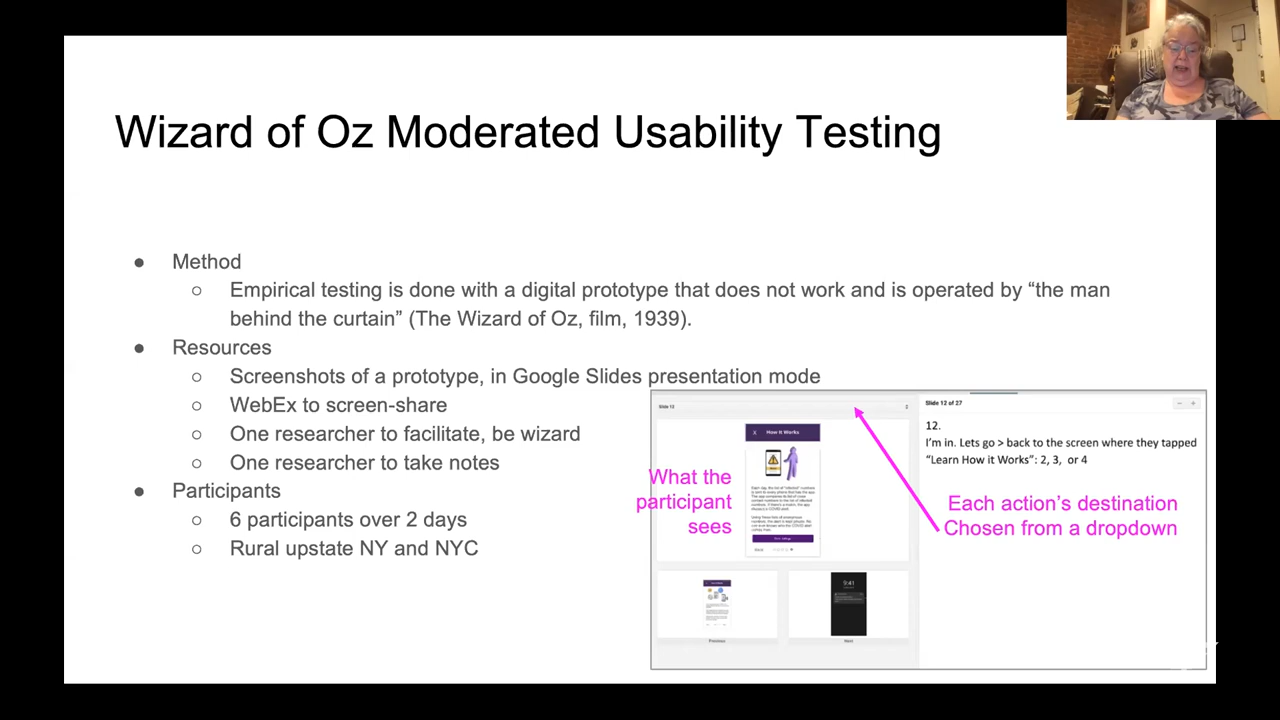 Wizard of Oz Moderated Usability Testing
● Method
○ Empirical testing is done with a digital prototype that does not work and is operated by “the man
behind the curtain” (The Wizard of Oz, film, 1939).
● Resources
○ Screenshots of a prototype, in Google Slides presentation mode
○ WebEx to screen-share
○ One researcher to facilitate, be wizard
○ One researcher to take notes
● Participants
○ 6 participants over 2 days
○ Rural upstate NY and NYC
Slide 12
X How It Works
What the
participant
sees
Previous
Next
9:41
Slide 12 of 27
12.
I’m in. Lets go > back to the screen where they tapped
“Learn How it Works”: 2, 3, or 4
Each action’s destination
Chosen from a dropdown